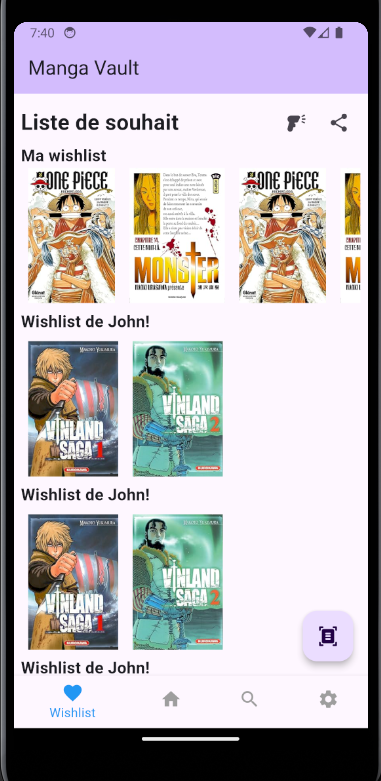 7:40
Manga Vault
Liste de souhait
Ma wishlist
ONE PIECE
MONSTER
ONE PIECE
Wishlist de John!
VINLAND
SAGA 1
VINLAND
SAGA 2
Wishlist de John!
VINLAND
SAGA 1
VINLAND
SAGA 2
Wishlist de John!
Wishlist